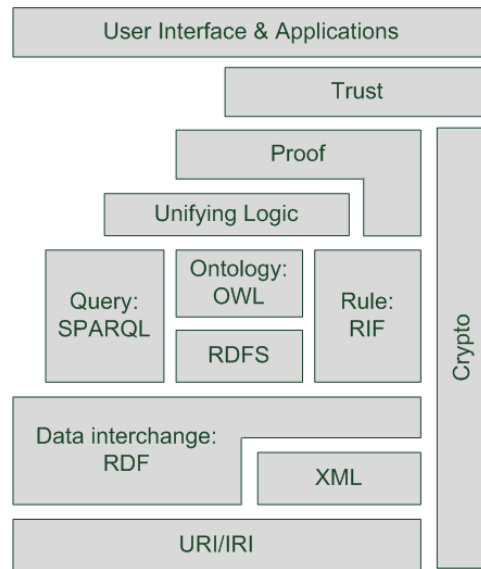 User Interface & Applications
Trust
Proof
Unifying Logic
Query:
SPARQL
Ontology:
OWL
RDFS
Rule:
RIF
Crypto
Data interchange:
RDF
XML
URI/IRI